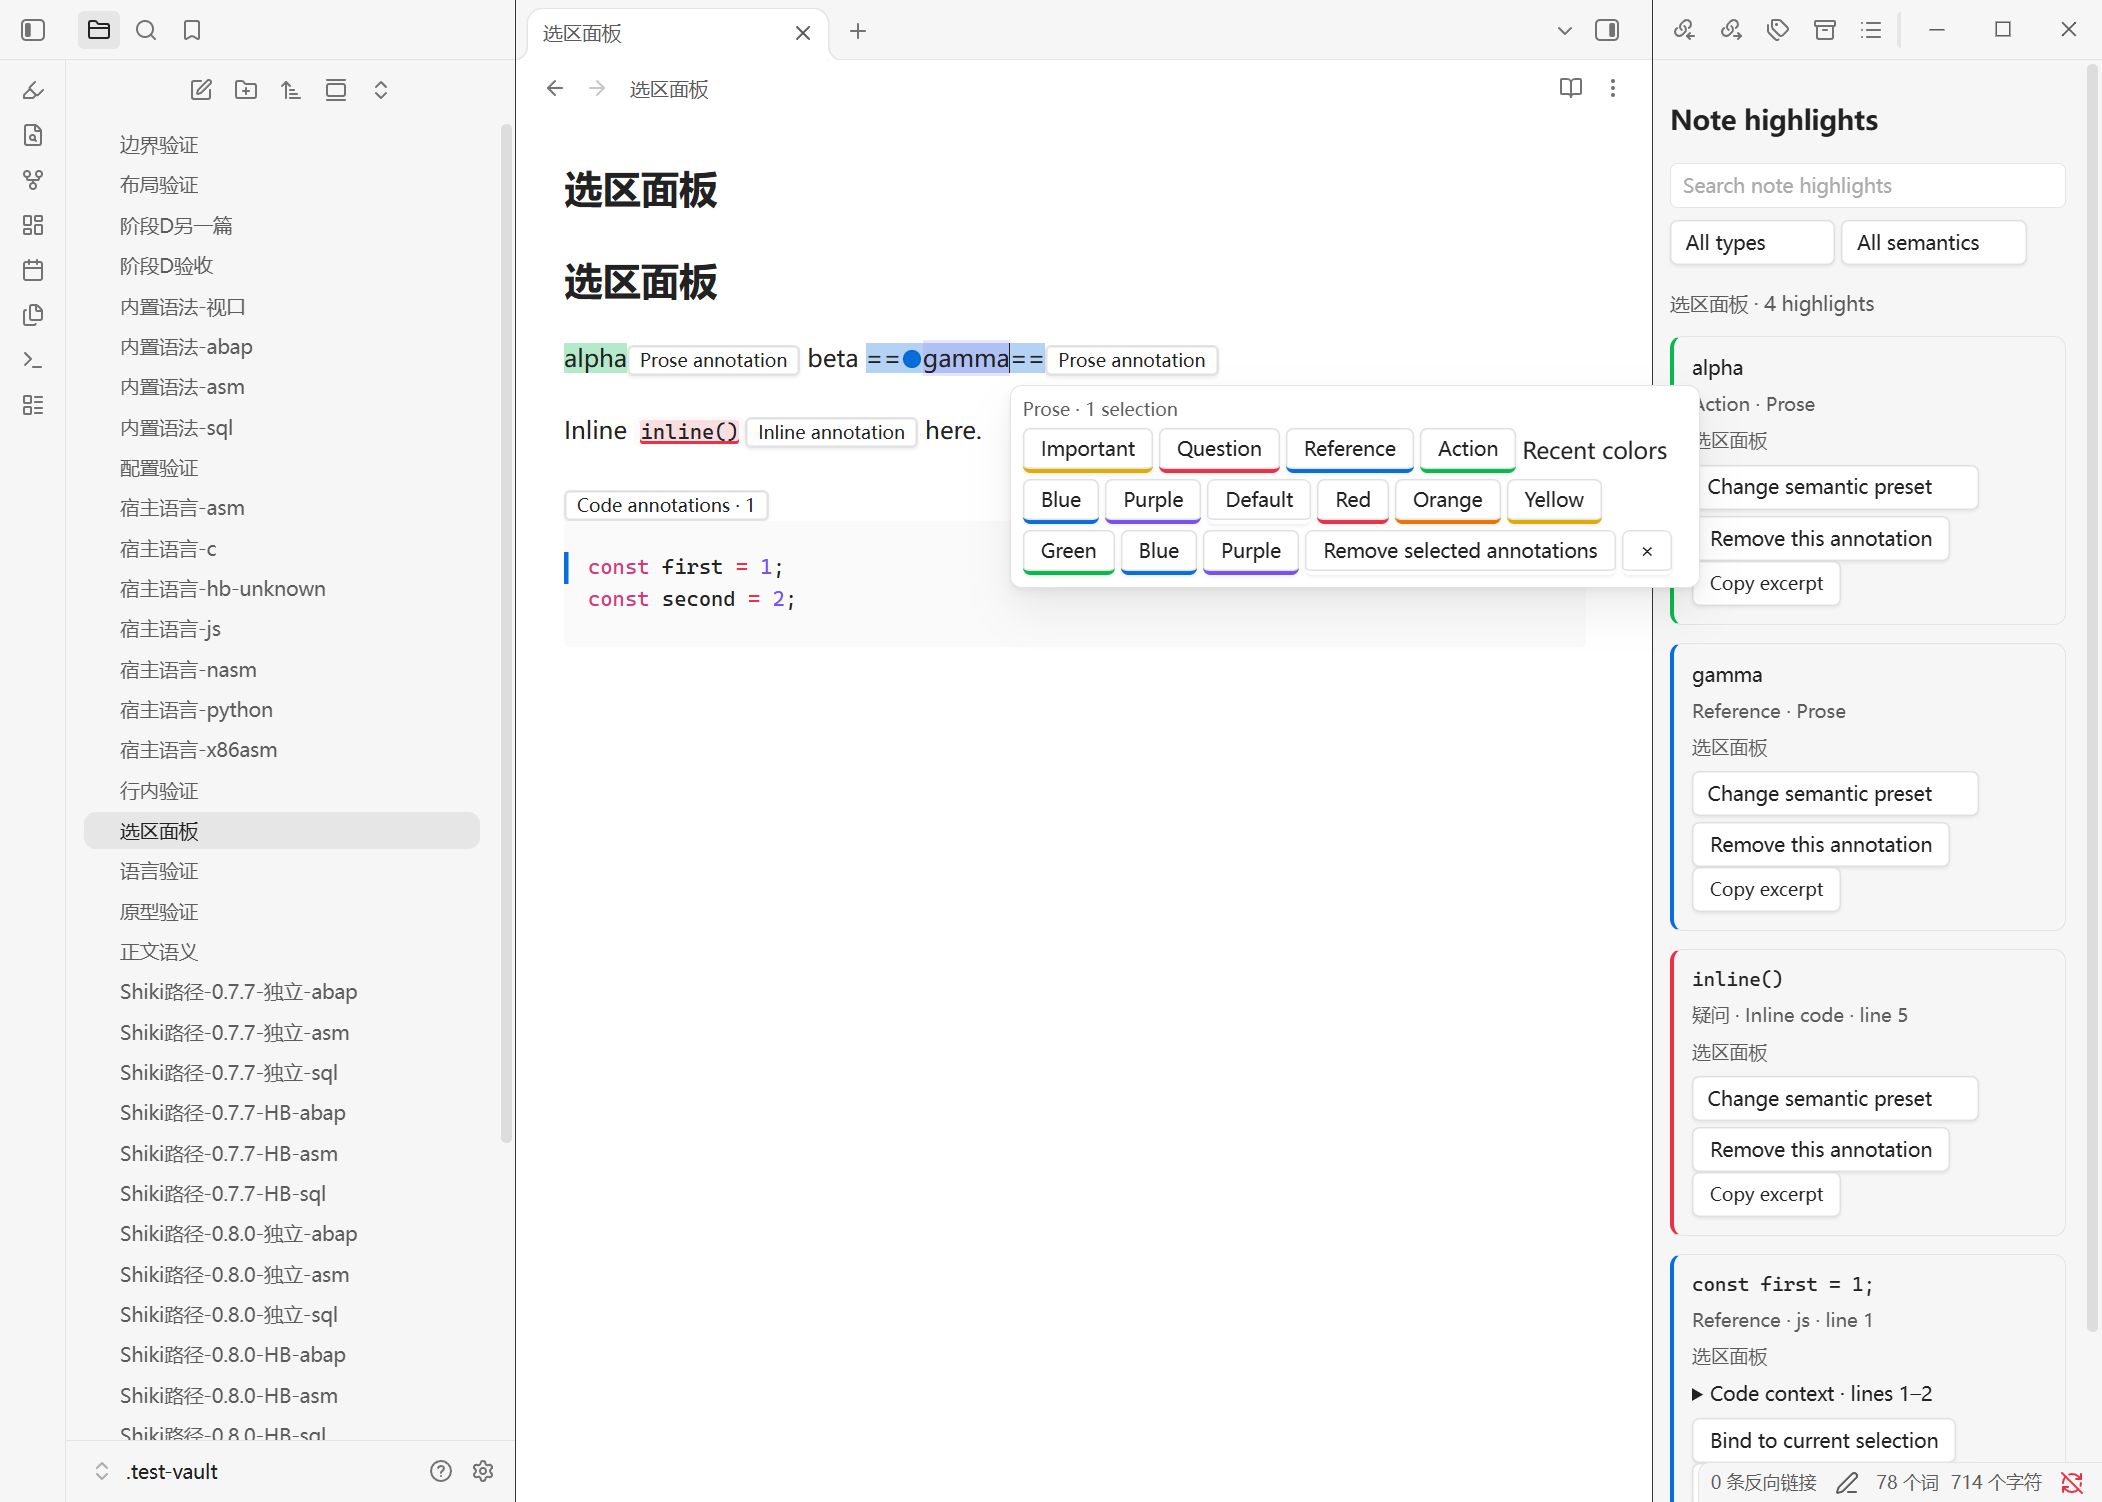 边界验证
布局验证
阶段D另一篇
阶段D验收
内置语法-视口
内置语法-abap
内置语法-asm
内置语法-sql
配置验证
宿主语言-asm
宿主语言-c
宿主语言-hb-unknown
宿主语言-js
宿主语言-nasm
宿主语言-python
宿主语言-x86asm
行内验证
选区面板
语言验证
原型验证
正文语义
Shiki路径-0.7.7-独立-abap
Shiki路径-0.7.7-独立-asm
Shiki路径-0.7.7-独立-sql
Shiki路径-0.7.7-HB-abap
Shiki路径-0.7.7-HB-asm
Shiki路径-0.7.7-HB-sql
Shiki路径-0.8.0-独立-abap
Shiki路径-0.8.0-独立-asm
Shiki路径-0.8.0-独立-sql
Shiki路径-0.8.0-HB-abap
Shiki路径-0.8.0-HB-asm
Shiki路径-0.8.0-HB-sql
.test-vault
选区面板
选区面板
选区面板
选区面板
alpha Prose annotation beta ==gamma== Prose annotation
Inline inline() Inline annotation here.
Code annotations · 1
const first = 1;
const second = 2;
Prose · 1 selection
Important Question Reference Action Recent colors
Blue Purple Default Red Orange Yellow
Green Blue Purple Remove selected annotations ×
Note highlights
Search note highlights
All types All semantics
选区面板 · 4 highlights
alpha
Action · Prose
选区面板
Change semantic preset
Remove this annotation
Copy excerpt
gamma
Reference · Prose
选区面板
Change semantic preset
Remove this annotation
Copy excerpt
inline()
疑问 · Inline code · line 5
选区面板
Change semantic preset
Remove this annotation
Copy excerpt
const first = 1;
Reference · js · line 1
选区面板
Code context · lines 1–2
Bind to current selection
0 条反向链接 78 个词 714 个字符